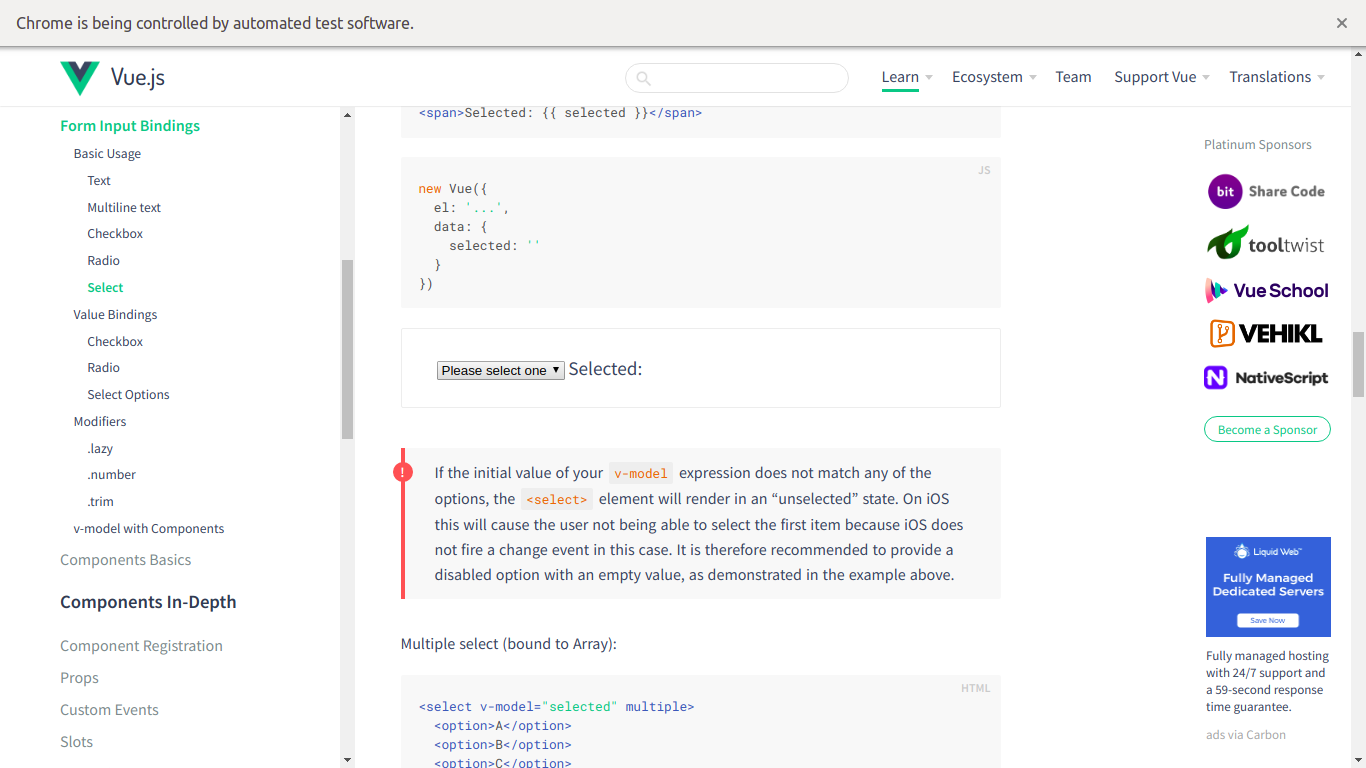 Chrome is being controlled by automated test software.
Vue.js
Learn
Ecosystem
Team
Support Vue
Translations
Form Input Bindings
Basic Usage
Text
Multiline text
Checkbox
Radio
Select
Value Bindings
Checkbox
Radio
Select Options
Modifiers
.lazy
.number
.trim
v-model with Components
Components Basics
Components In-Depth
Component Registration
Props
Custom Events
Slots
<span>Selected: {{ selected }}</span>
JS
new Vue({
  el: '...',
  data: {
    selected: ''
  }
})
Please select one
Selected:
If the initial value of your v-model expression does not match any of the
options, the <select> element will render in an “unselected” state. On iOS
this will cause the user not being able to select the first item because iOS does
not fire a change event in this case. It is therefore recommended to provide a
disabled option with an empty value, as demonstrated in the example above.
Multiple select (bound to Array):
HTML
<select v-model="selected" multiple>
  <option>A</option>
  <option>B</option>
  <option>C</option>
Platinum Sponsors
bit Share Code
tooltwist
Vue School
VEHIKL
NativeScript
Become a Sponsor
Liquid Web™
Fully Managed
Dedicated Servers
Save Now
Fully managed hosting
with 24/7 support and
a 59-second response
time guarantee.
ads via Carbon